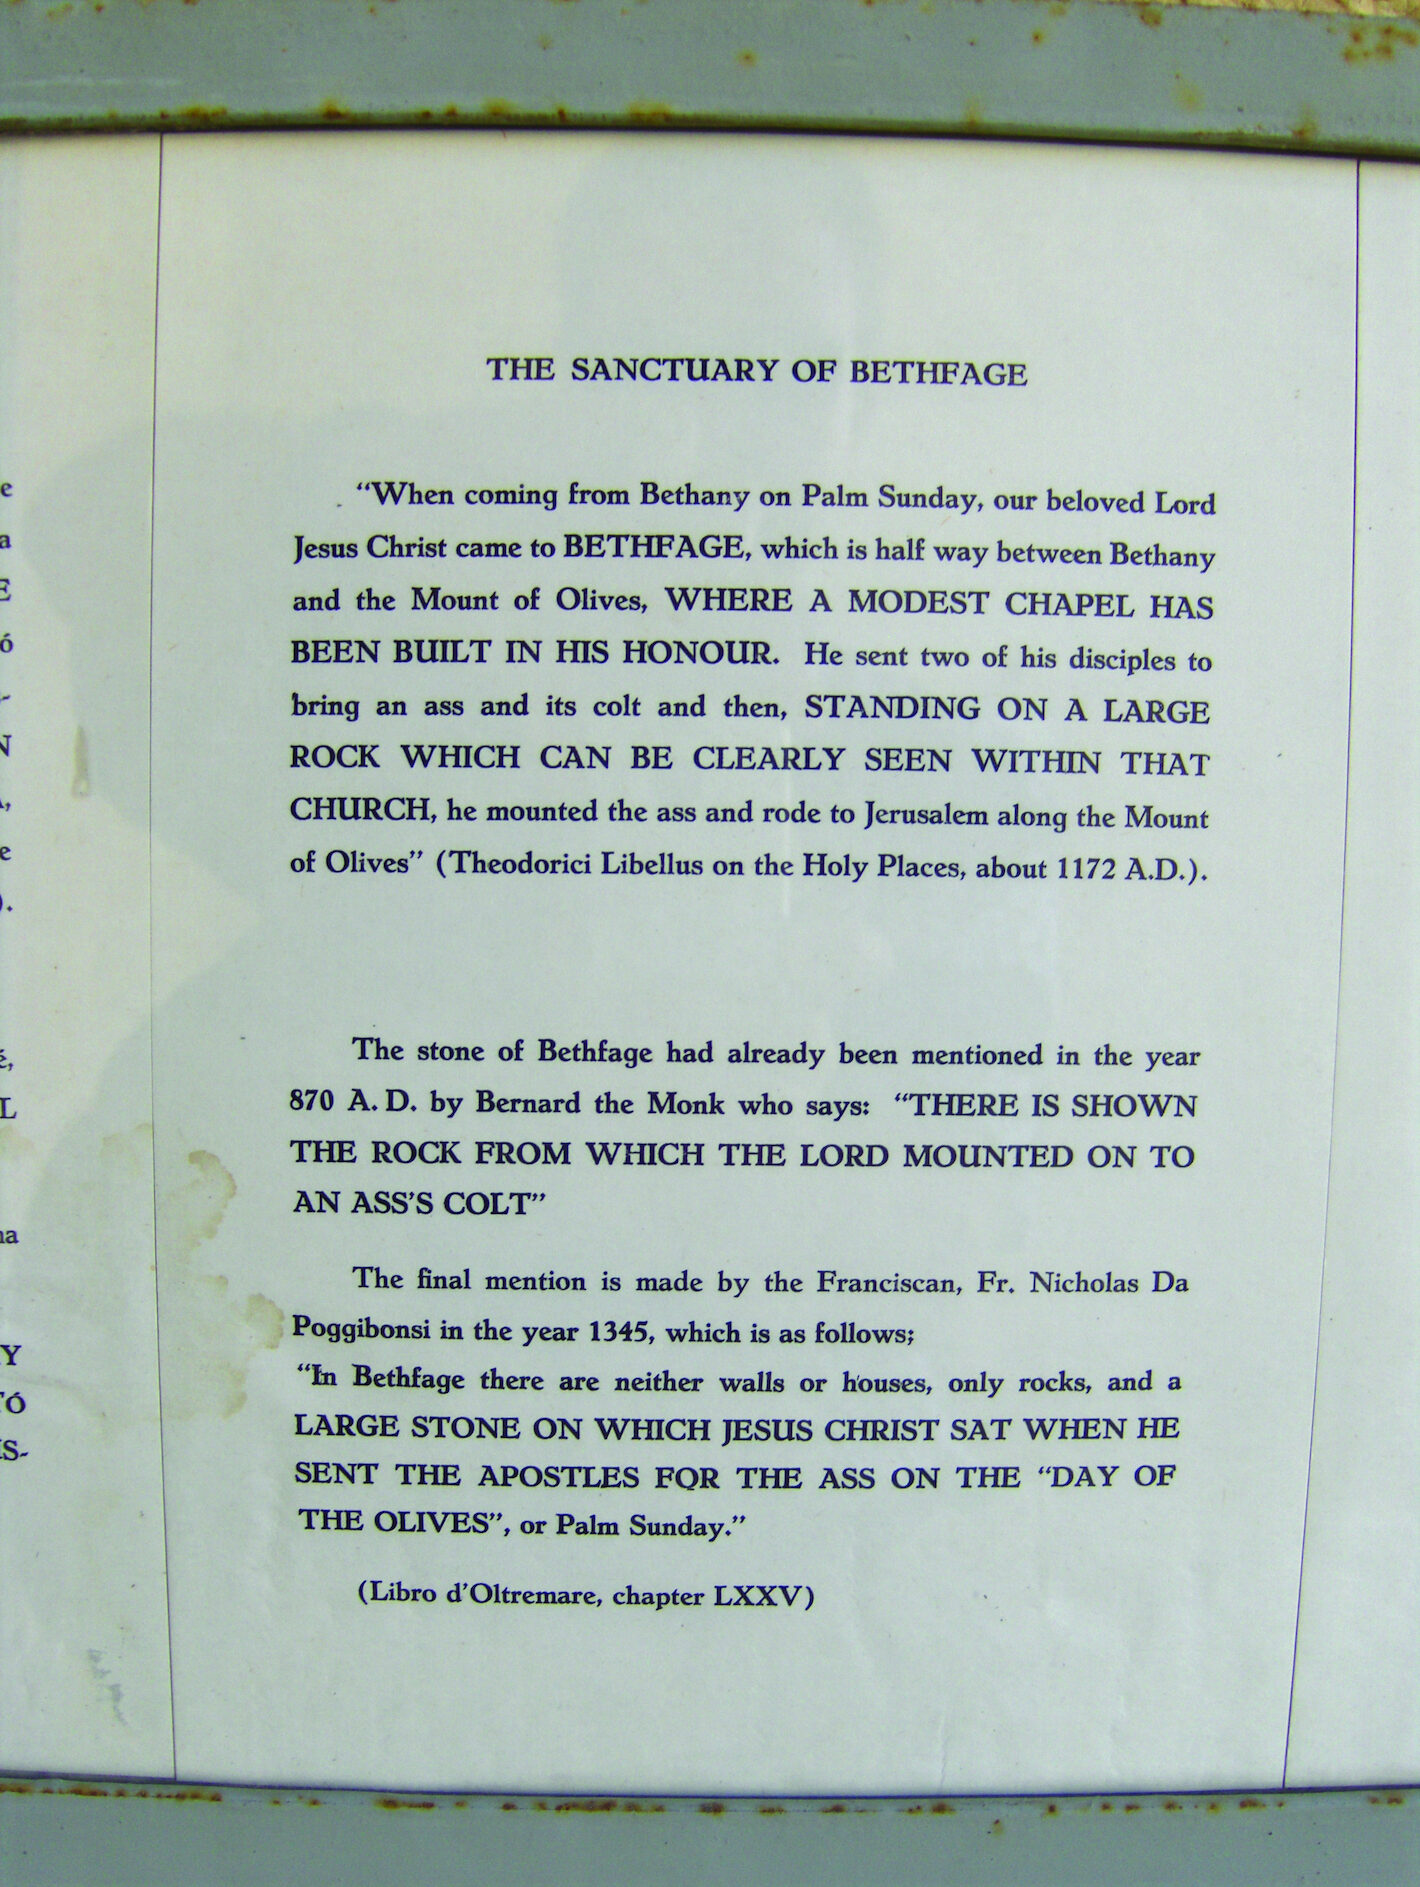 THE SANCTUARY OF BETHFAGE
“When coming from Bethany on Palm Sunday, our beloved Lord
Jesus Christ came to BETHFAGE, which is half way between Bethany
and the Mount of Olives, WHERE A MODEST CHAPEL HAS
BEEN BUILT IN HIS HONOUR. He sent two of his disciples to
bring an ass and its colt and then, STANDING ON A LARGE
ROCK WHICH CAN BE CLEARLY SEEN WITHIN THAT
CHURCH, he mounted the ass and rode to Jerusalem along the Mount
of Olives” (Theodorici Libellus on the Holy Places, about 1172 A.D.).
The stone of Bethfage had already been mentioned in the year
870 A. D. by Bernard the Monk who says: “THERE IS SHOWN
THE ROCK FROM WHICH THE LORD MOUNTED ON TO
AN ASS’S COLT”
The final mention is made by the Franciscan, Fr. Nicholas Da
Poggibonsi in the year 1345, which is as follows;
“In Bethfage there are neither walls or houses, only rocks, and a
LARGE STONE ON WHICH JESUS CHRIST SAT WHEN HE
SENT THE APOSTLES FOR THE ASS ON THE “DAY OF
THE OLIVES”, or Palm Sunday.”
(Libro d’Oltremare, chapter LXXV)